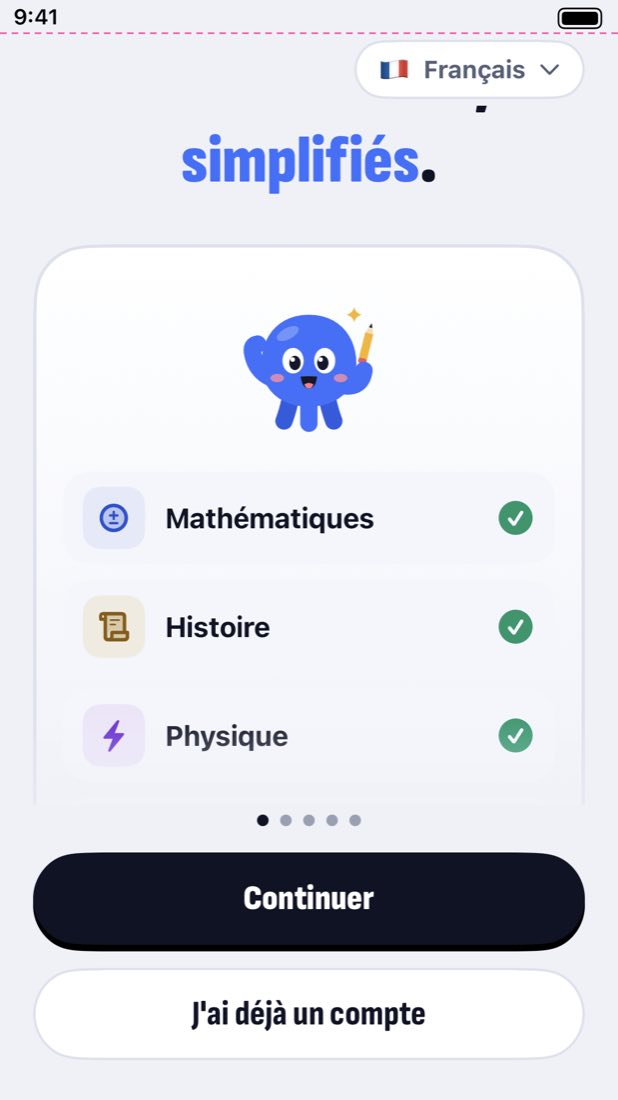 9:41
Français
simplifiés.
Mathématiques
Histoire
Physique
Continuer
J'ai déjà un compte